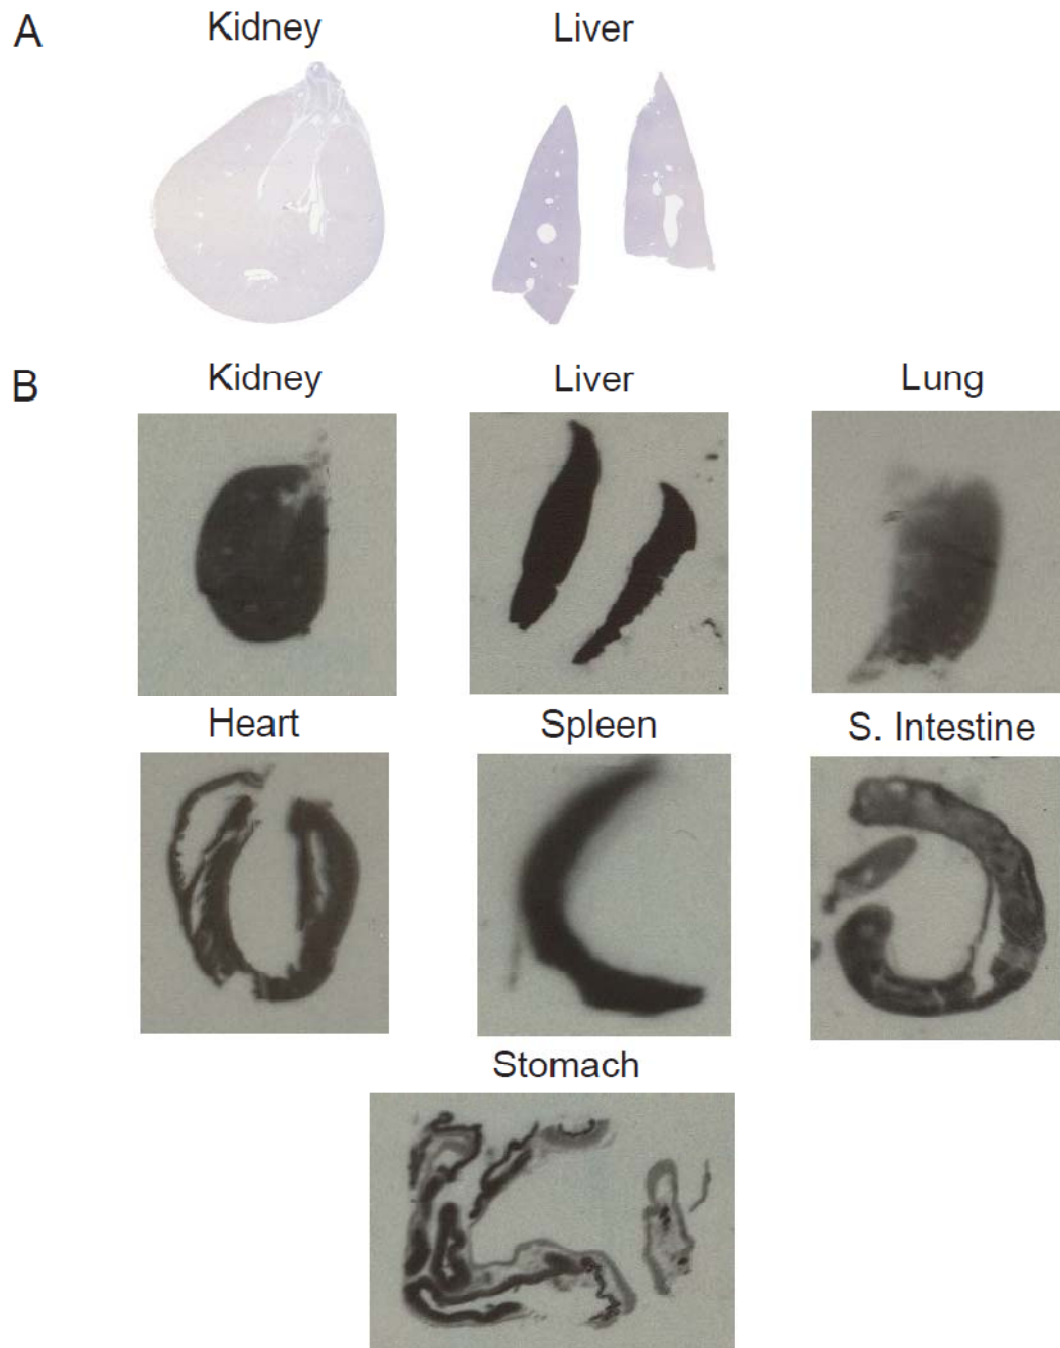 A
Kidney
Liver
B
Kidney
Liver
Lung
Heart
Spleen
S. Intestine
Stomach